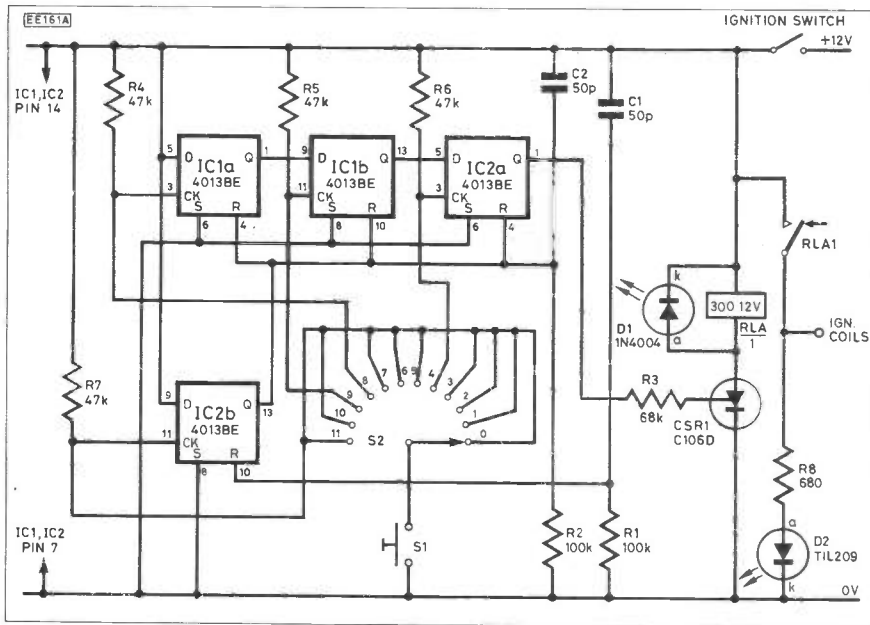 EE161A
IGNITION SWITCH
+12V
IC1, IC2
PIN 14
R4
47k
R5
47k
R6
47k
C2
50p
C1
50p
5
D
Q
1
IC1a
4013BE
3
CK
S
R
6
4
9
D
Q
13
IC1b
4013BE
11
CK
S
R
8
10
5
D
Q
1
IC2a
4013BE
3
CK
S
R
6
4
RLA1
k
D1
1N4004
a
300 12V
RLA
1
IGN.
COILS
R7
47k
9
D
Q
13
IC2b
4013BE
11
CK
S
R
8
10
11
10
9
8
7
6
5
4
3
2
1
0
S2
R3
68k
CSR1
C106D
R8
680
S1
R2
100k
R1
100k
a
D2
TIL209
k
IC1, IC2
PIN 7
0V